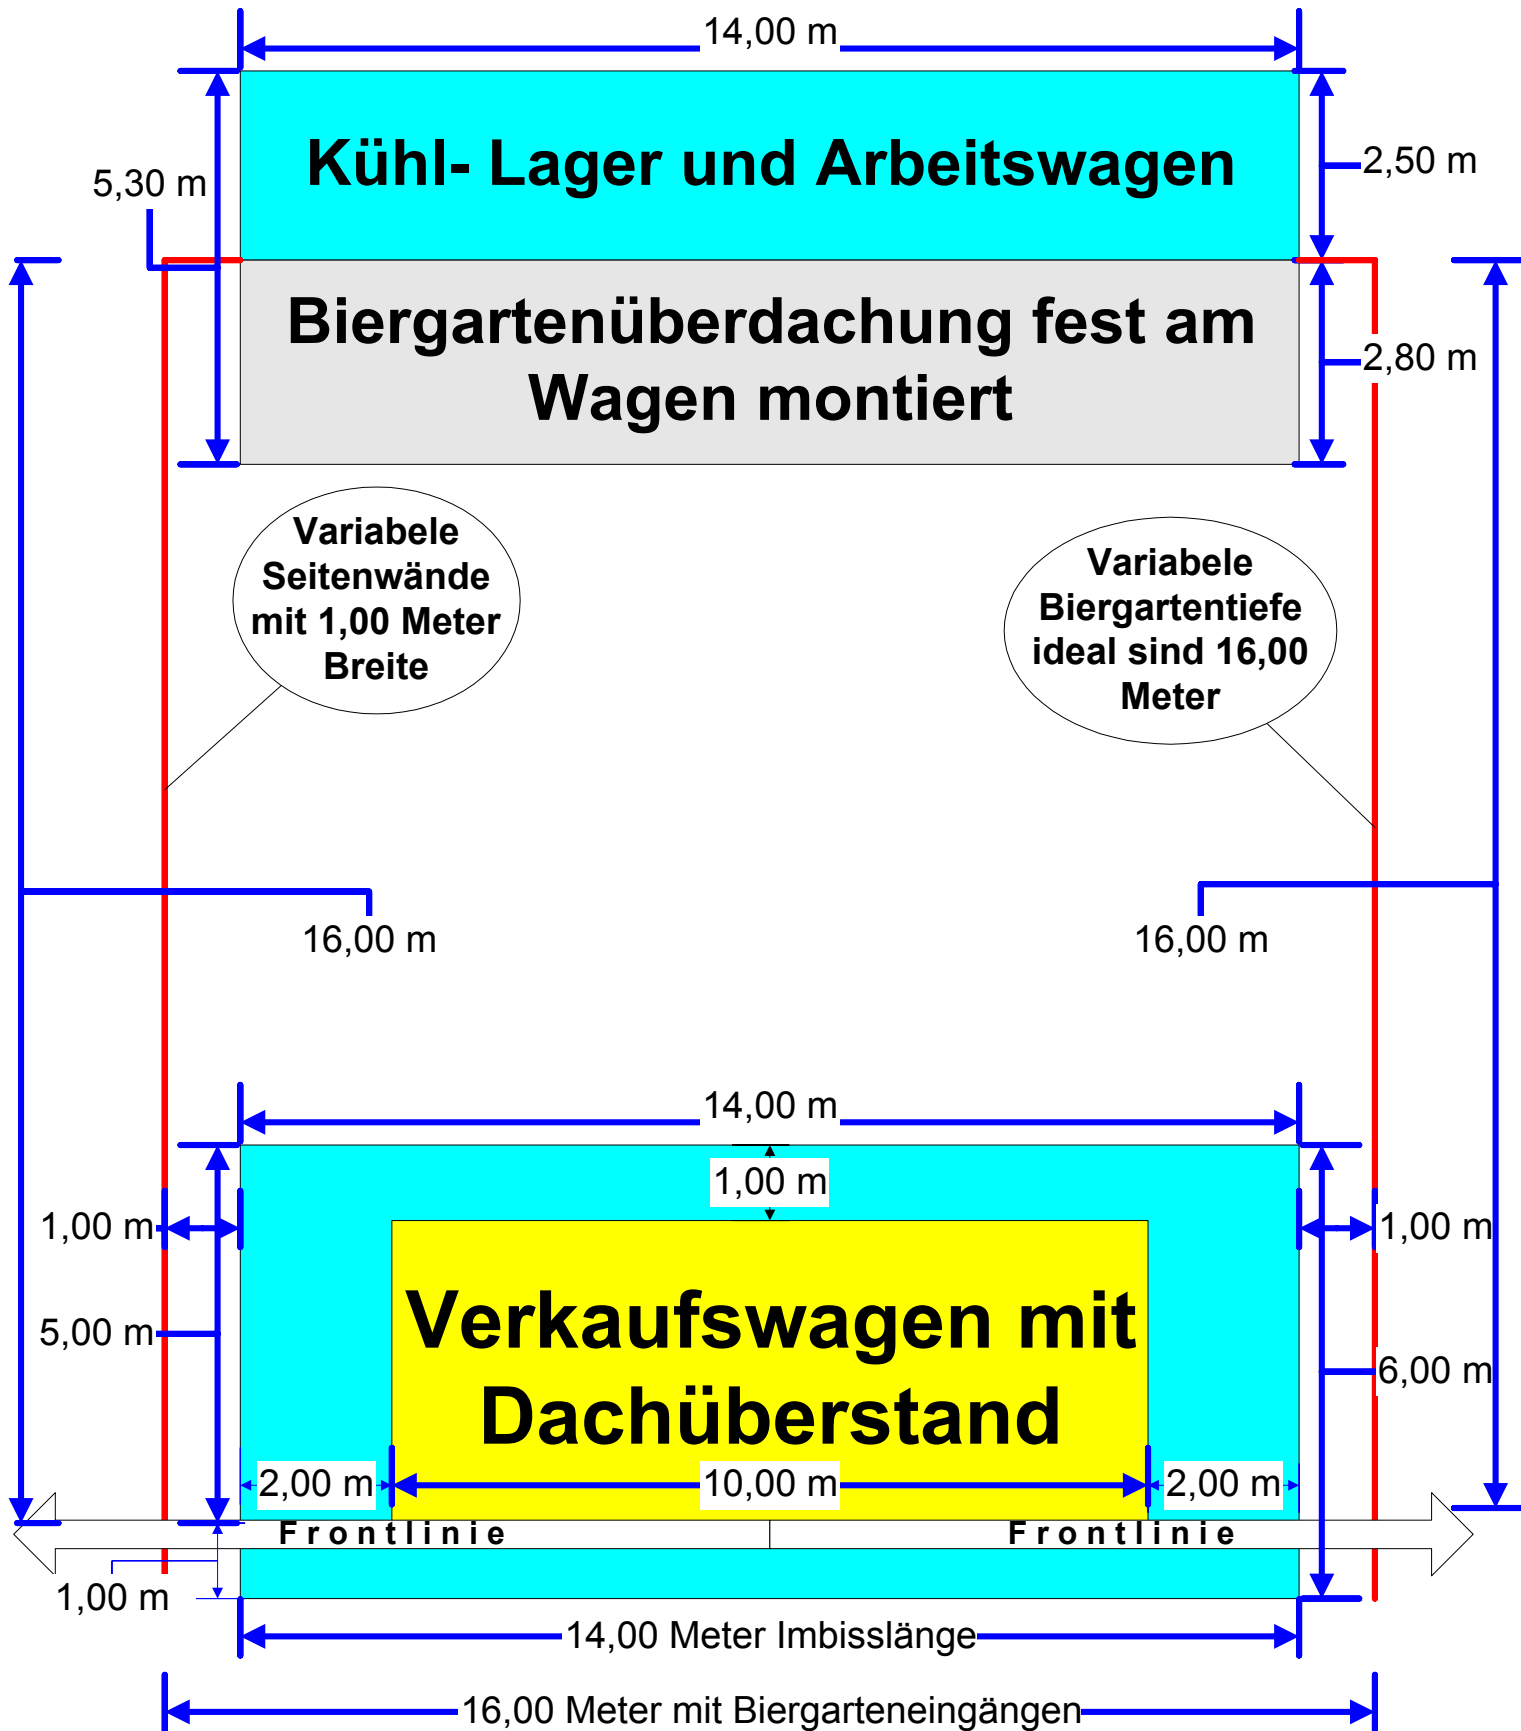 14,00 m
Kühl- Lager und Arbeitswagen
2,50 m
5,30 m
Biergartenüberdachung fest am
Wagen montiert
2,80 m
Variabele
Seitenwände
mit 1,00 Meter
Breite
Variabele
Biergartentiefe
ideal sind 16,00
Meter
16,00 m
16,00 m
14,00 m
1,00 m
1,00 m
1,00 m
Verkaufswagen mit
Dachüberstand
5,00 m
6,00 m
2,00 m
10,00 m
2,00 m
Frontlinie
Frontlinie
1,00 m
14,00 Meter Imbisslänge
16,00 Meter mit Biergarteneingängen